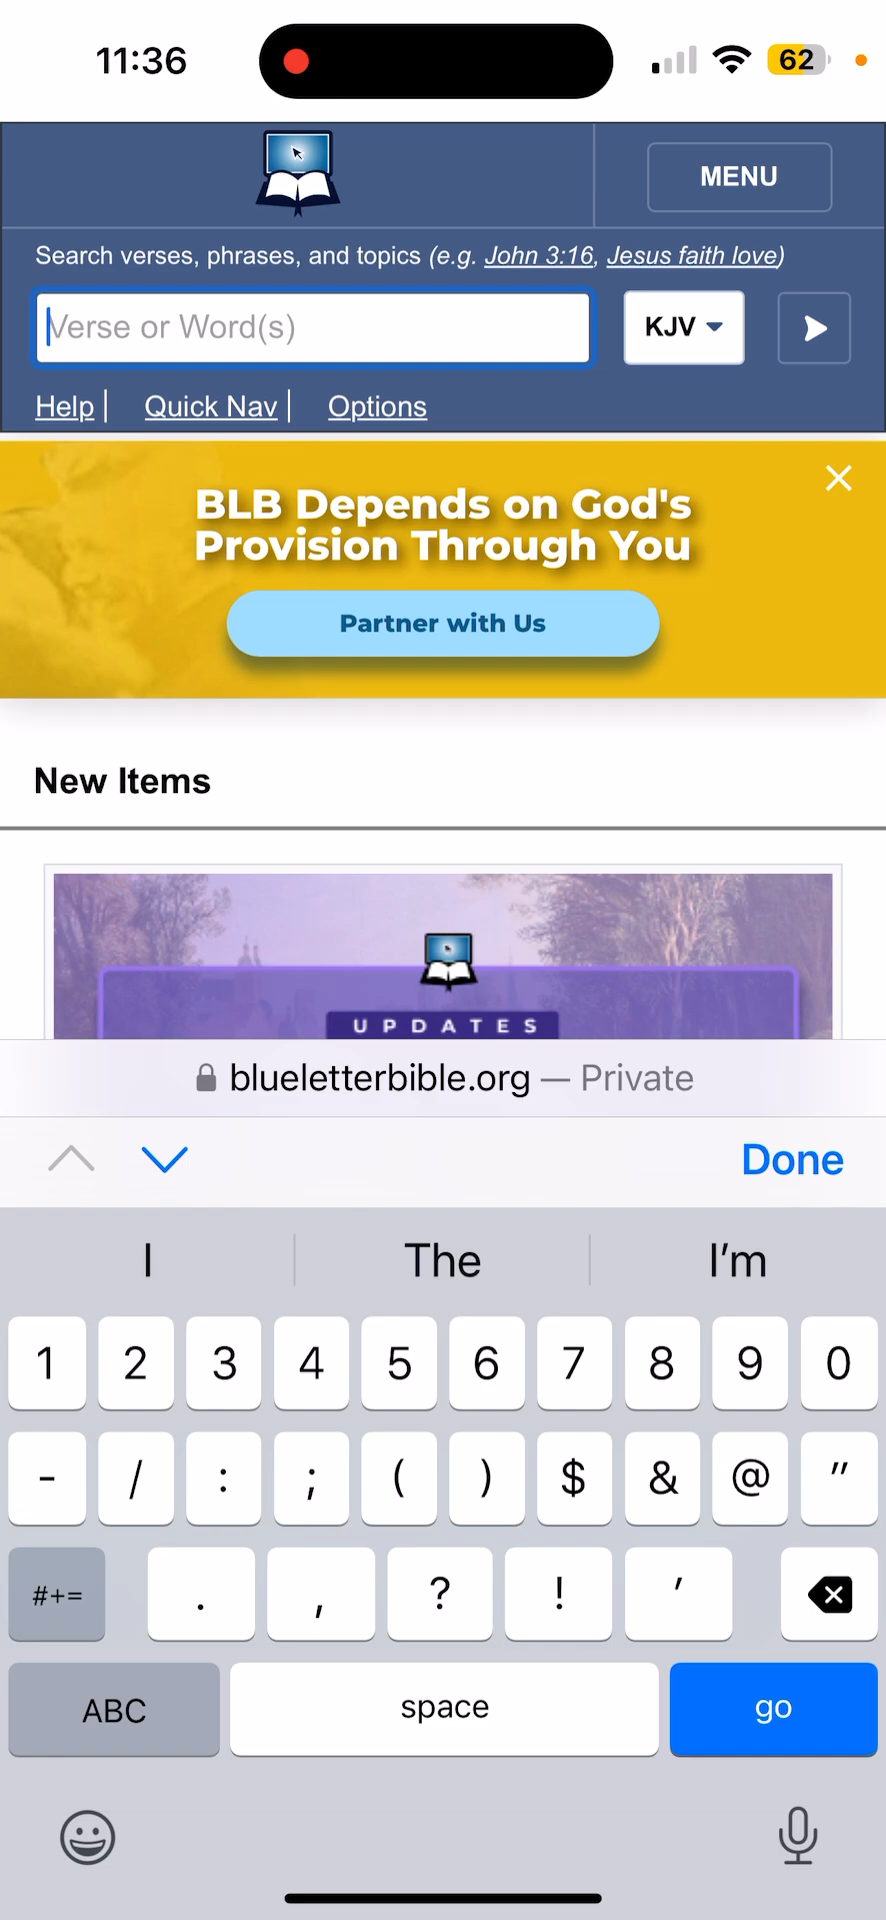 11:36
62
MENU
Search verses, phrases, and topics (e.g. John 3:16, Jesus faith love)
Verse or Word(s)
KJV
Help | Quick Nav | Options
BLB Depends on God's
Provision Through You
Partner with Us
New Items
UPDATES
blueletterbible.org — Private
Done
I The I'm
1 2 3 4 5 6 7 8 9 0
- / : ; ( ) $ & @ "
#+= . , ? ! '
ABC space go